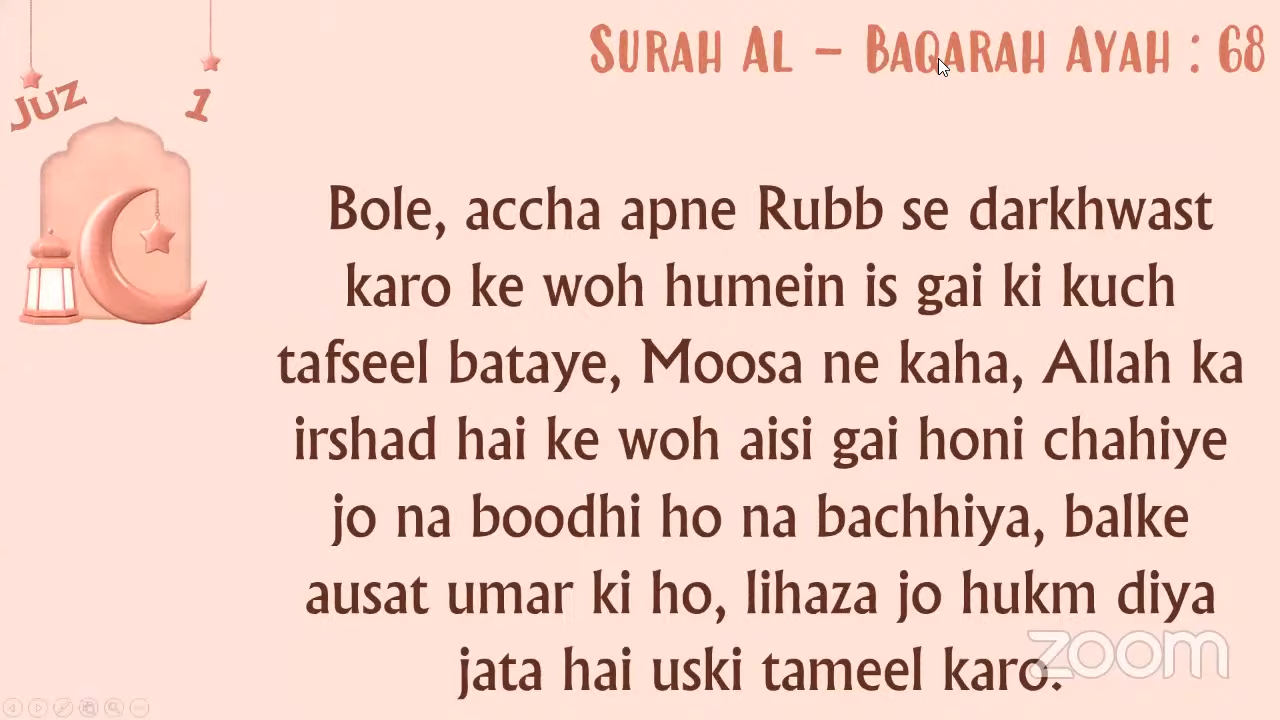 Surah Al – Baqarah Ayah : 68
Juz 1
Bole, accha apne Rubb se darkhwast
karo ke woh humein is gai ki kuch
tafseel bataye, Moosa ne kaha, Allah ka
irshad hai ke woh aisi gai honi chahiye
jo na boodhi ho na bachhiya, balke
ausat umar ki ho, lihaza jo hukm diya
jata hai uski tameel karo.
zoom